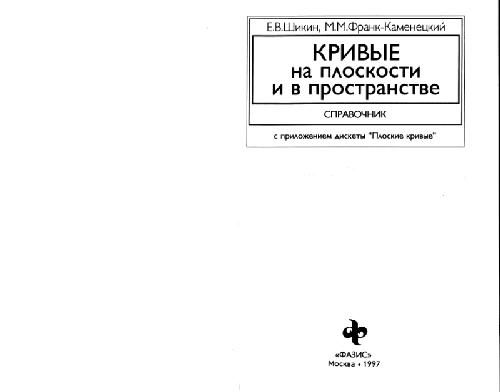 Е.В.Шикин, М.М.Франк-Каменецкий
КРИВЫЕ
на плоскости
и в пространстве
СПРАВОЧНИК
с приложением дискеты "Плоские кривые"
«ФАЗИС»
Москва • 1997